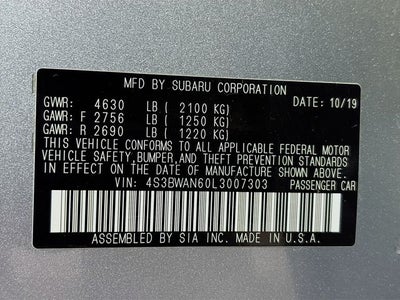 MFD BY SUBARU CORPORATION
GVWR: 4630 LB ( 2100 KG) DATE: 10/19
GAWR: F 2756 LB ( 1250 KG)
GAWR: R 2690 LB ( 1220 KG)
THIS VEHICLE CONFORMS TO ALL APPLICABLE FEDERAL MOTOR
VEHICLE SAFETY, BUMPER, AND THEFT PREVENTION STANDARDS
IN EFFECT ON THE DATE OF MANUFACTURE SHOWN ABOVE.
VIN: 4S3BWAN60L3007303 PASSENGER CAR
ASSEMBLED BY SIA INC. MADE IN U.S.A.